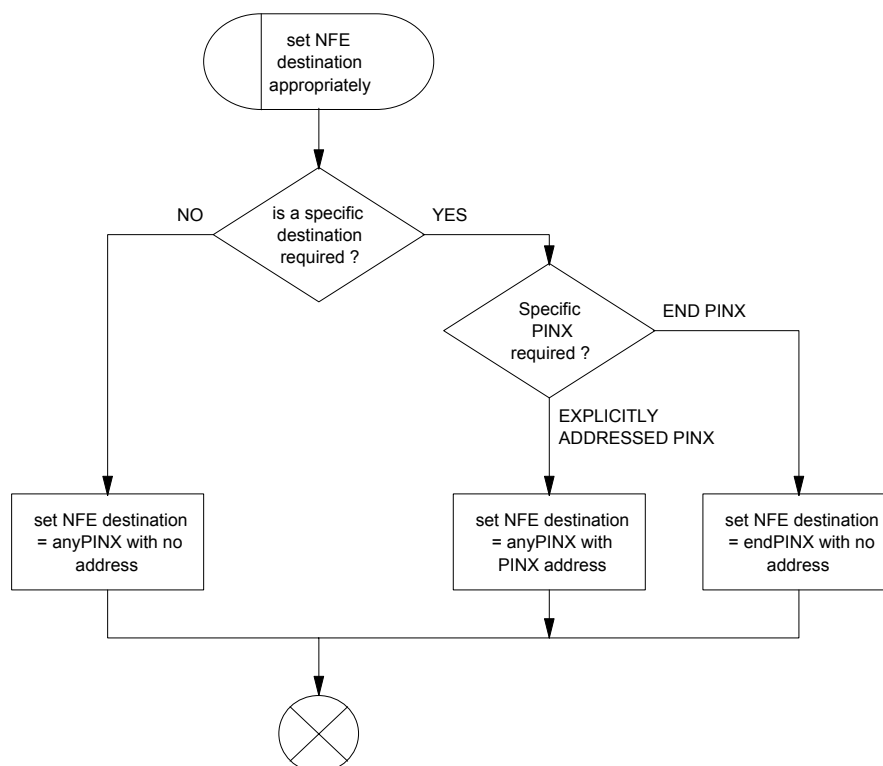 set NFE
destination
appropriately
is a specific
destination
required ?
NO
YES
Specific
PINX
required ?
END PINX
EXPLICITLY
ADDRESSED PINX
set NFE destination
= anyPINX with no
address
set NFE destination
= anyPINX with
PINX address
set NFE destination
= endPINX with no
address